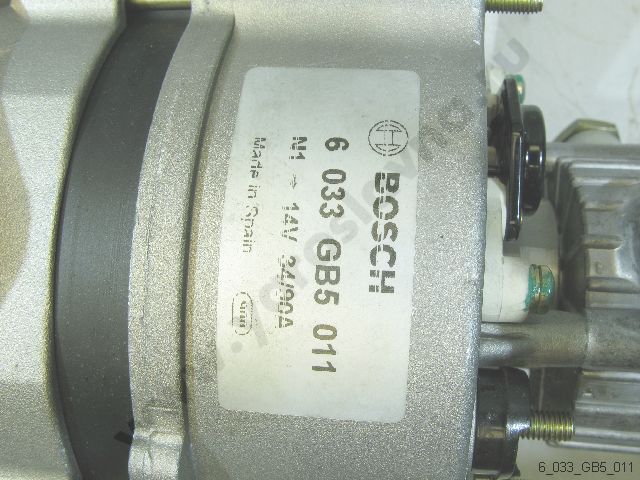 BOSCH
6 033 GB5 011
N1 → 14V 34/90A
Made in Spain
6_033_GB5_011